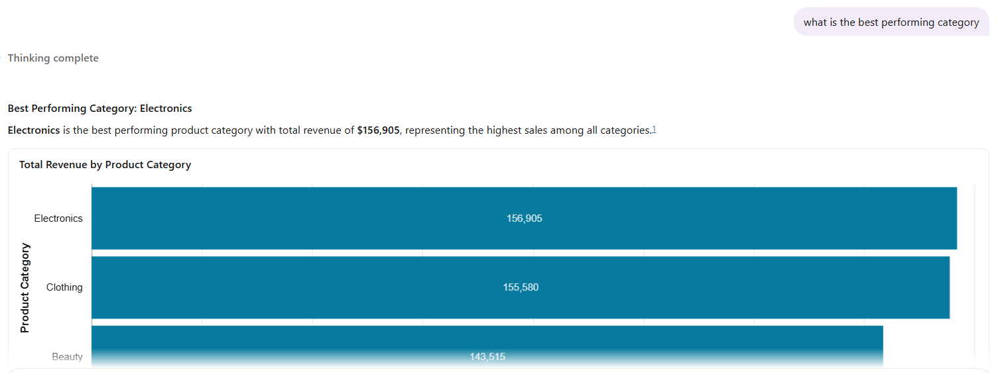 what is the best performing category
Thinking complete
Best Performing Category: Electronics
Electronics is the best performing product category with total revenue of $156,905, representing the highest sales among all categories.1
Total Revenue by Product Category
Product Category
Electronics
156,905
Clothing
155,580
Beauty
143,515